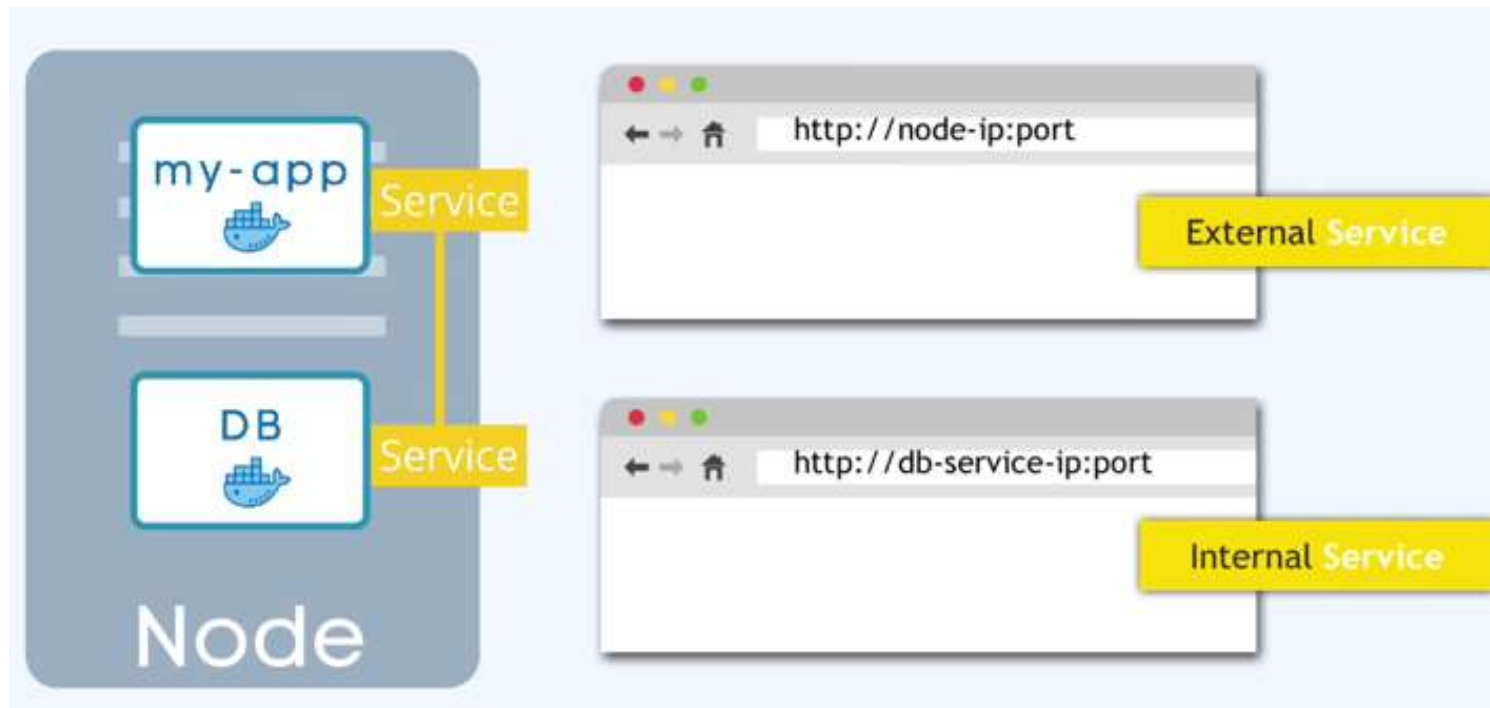 my-app
Service
DB
Service
Node
http://node-ip:port
External Service
http://db-service-ip:port
Internal Service